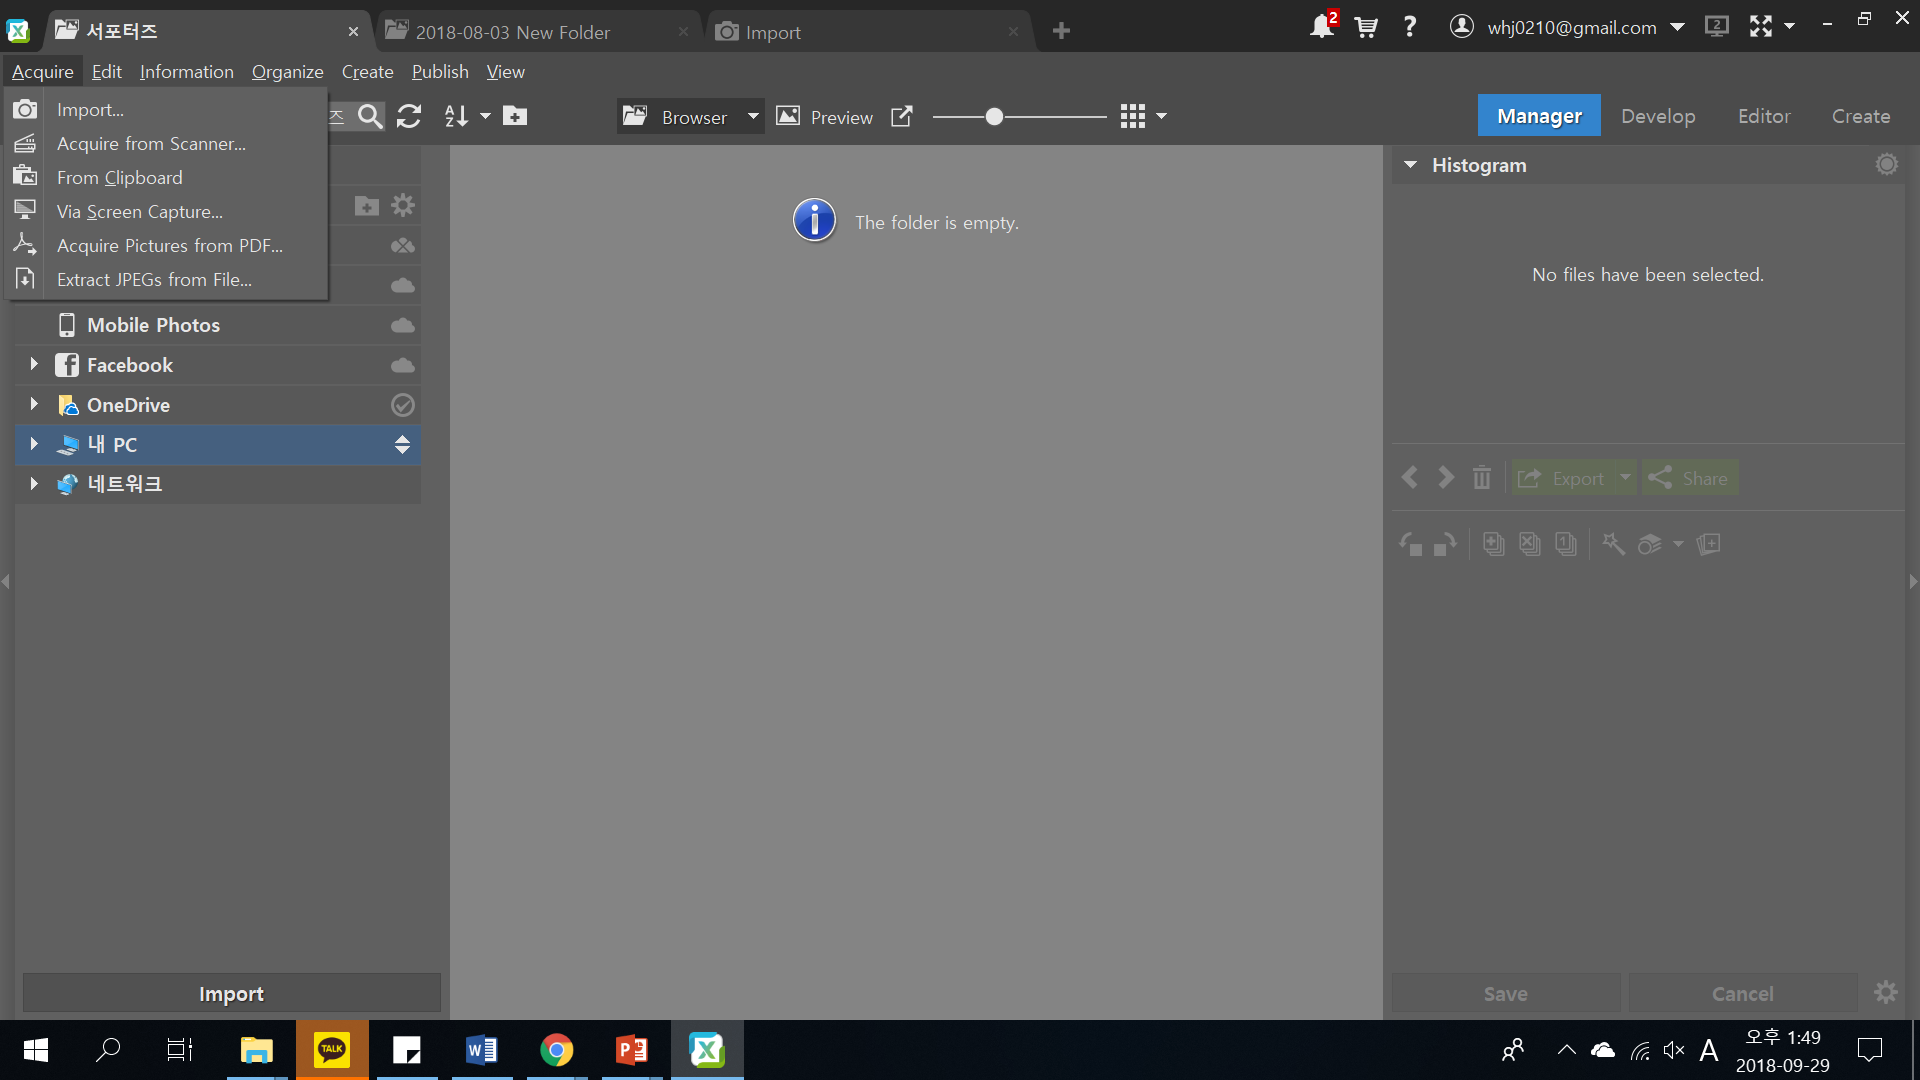 서포터즈
2018-08-03 New Folder
Import
2
whj0210@gmail.com
2
Acquire Edit Information Organize Create Publish View
Import...
Acquire from Scanner...
From Clipboard
Via Screen Capture...
Acquire Pictures from PDF...
Extract JPEGs from File...
Browser
Preview
Manager
Develop
Editor
Create
Histogram
The folder is empty.
No files have been selected.
Mobile Photos
Facebook
OneDrive
내 PC
네트워크
Export
Share
Import
Save
Cancel
TALK
A
오후 1:49
2018-09-29